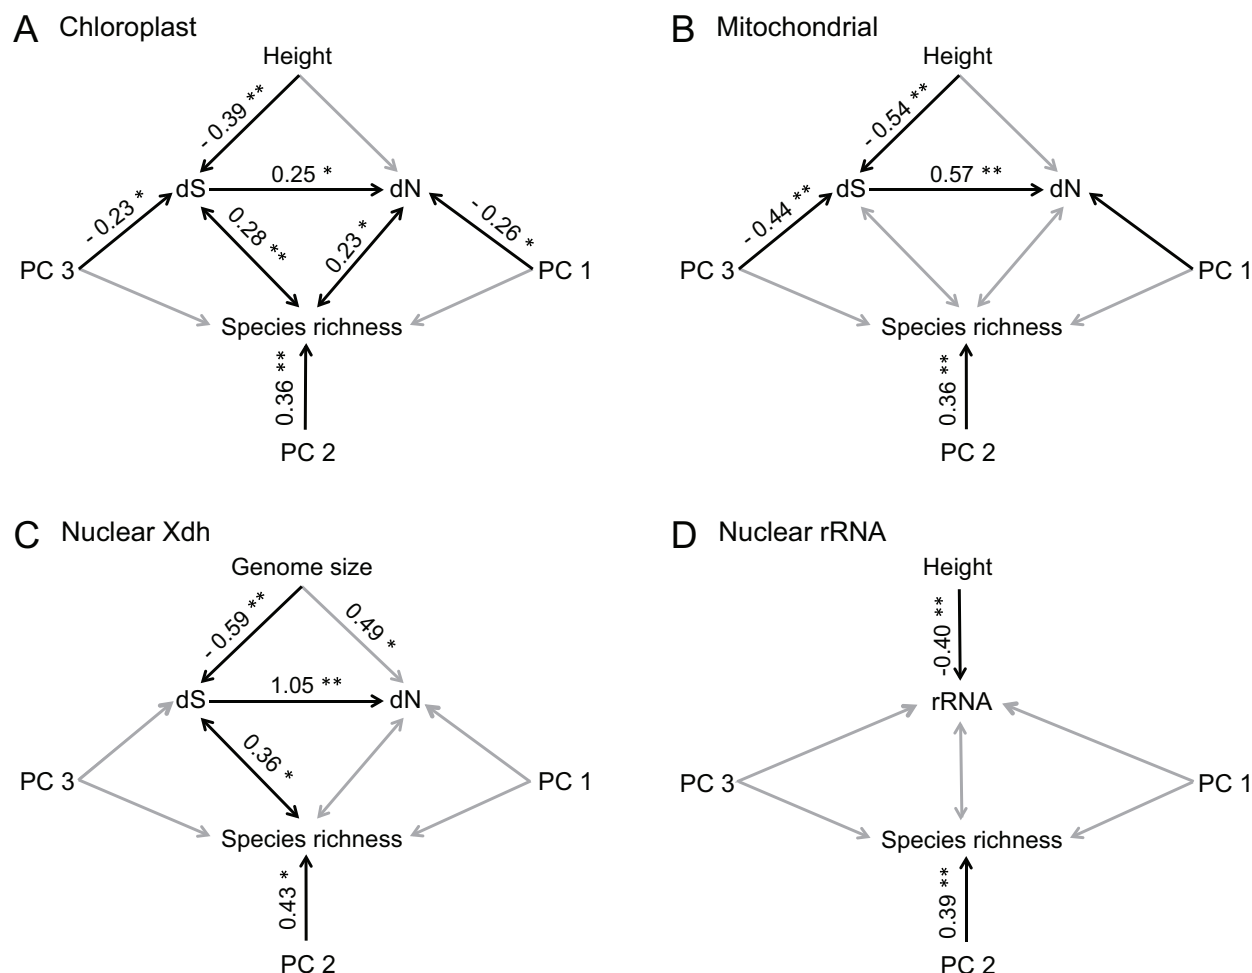 A Chloroplast
Height
- 0.39 **
dS
0.25 *
dN
- 0.23 *
0.28 **
0.23 *
- 0.26 *
PC 3
PC 1
Species richness
0.36 **
PC 2
B Mitochondrial
Height
- 0.54 **
dS
0.57 **
dN
- 0.44 **
PC 3
PC 1
Species richness
0.36 **
PC 2
C Nuclear Xdh
Genome size
- 0.59 **
0.49 *
dS
1.05 **
dN
0.36 *
PC 3
PC 1
Species richness
0.43 *
PC 2
D Nuclear rRNA
Height
-0.40 **
rRNA
PC 3
PC 1
Species richness
0.39 **
PC 2